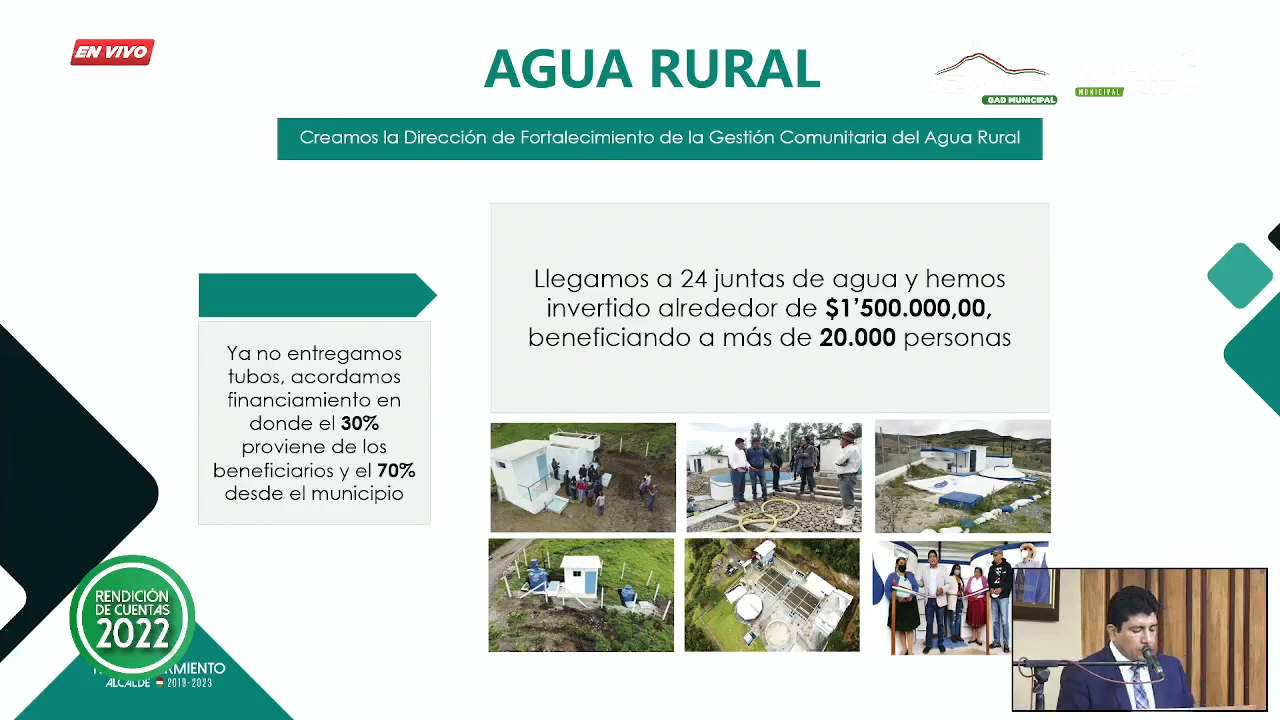 EN VIVO
AGUA RURAL
GAD MUNICIPAL
MUNICIPAL
Creamos la Dirección de Fortalecimiento de la Gestión Comunitaria del Agua Rural
Llegamos a 24 juntas de agua y hemos
invertido alrededor de $1’500.000,00,
beneficiando a más de 20.000 personas
Ya no entregamos
tubos, acordamos
financiamiento en
donde el 30%
proviene de los
beneficiarios y el 70%
desde el municipio
RENDICIÓN
DE CUENTAS
2022
ALCALDE 2019-2023